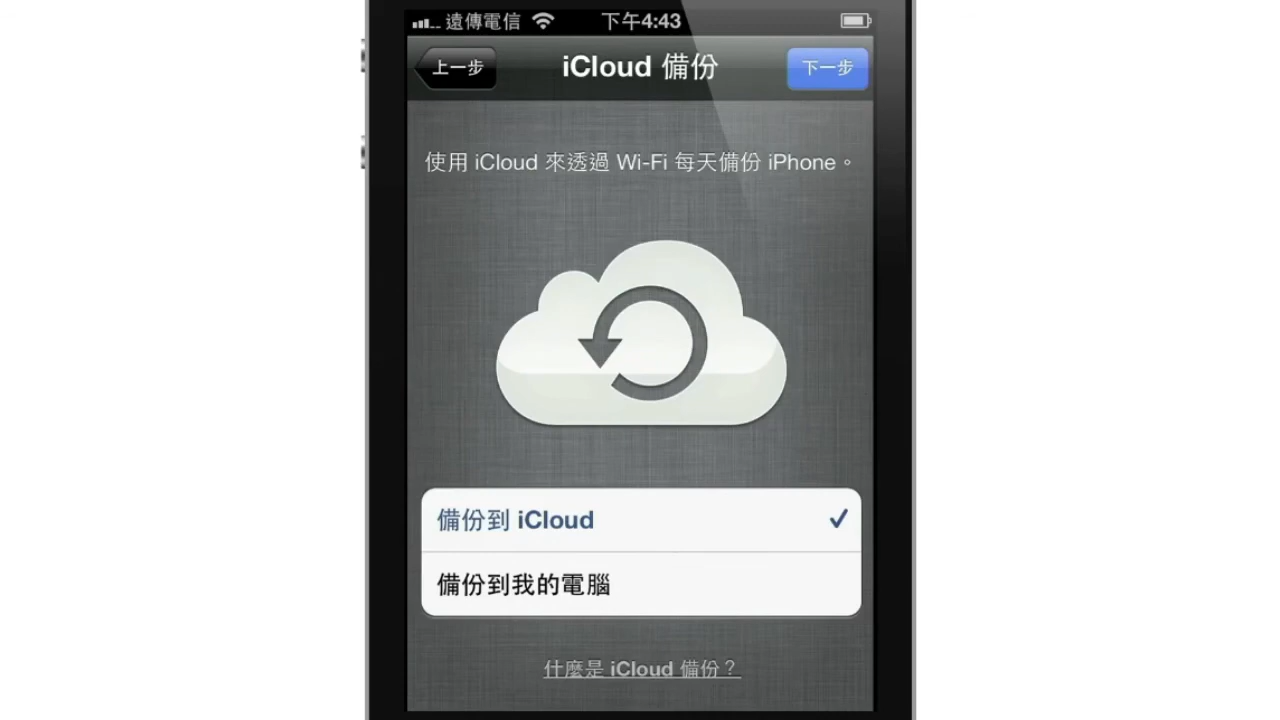 遠傳電信 下午4:43
上一步 iCloud 備份 下一步
使用 iCloud 來透過 Wi-Fi 每天備份 iPhone。
備份到 iCloud
備份到我的電腦
什麼是 iCloud 備份？